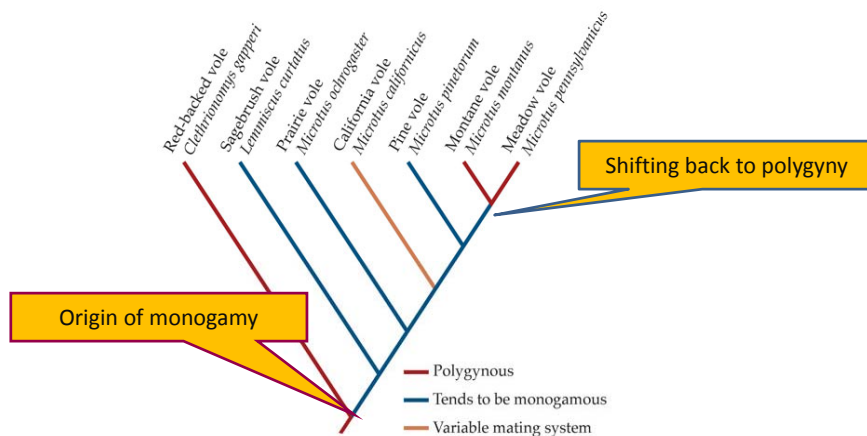 Red-backed vole
Clethrionomys gapperi
Sagebrush vole
Lemmiscus curtatus
Prairie vole
Microtus ochrogaster
California vole
Microtus californicus
Pine vole
Microtus pinetorum
Montane vole
Microtus montanus
Meadow vole
Microtus pennsylvanicus
Shifting back to polygyny
Origin of monogamy
Polygynous
Tends to be monogamous
Variable mating system